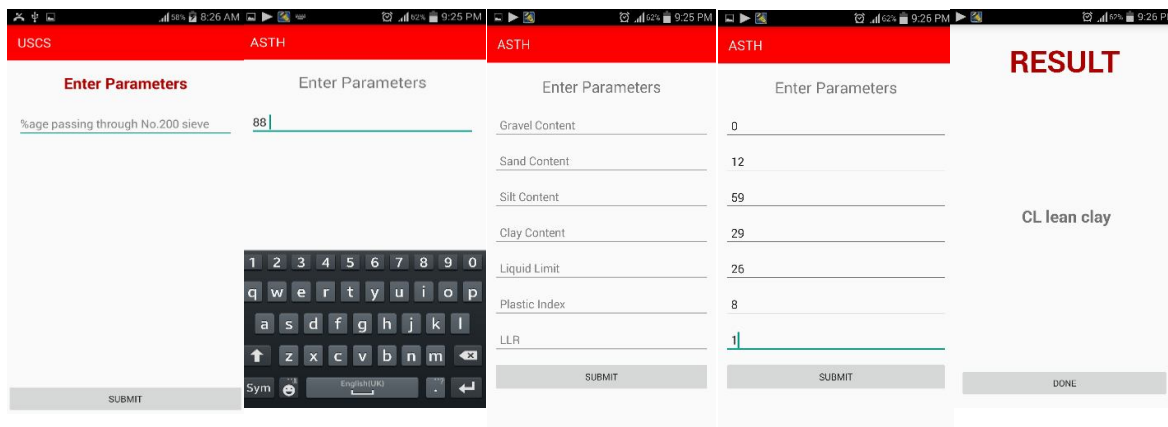 58% 8:26 AM
USCS
Enter Parameters
%age passing through No.200 sieve
SUBMIT
62% 9:25 PM
ASTH
Enter Parameters
88
1 2 3 4 5 6 7 8 9 0
q w e r t y u i o p
a s d f g h j k l
z x c v b n m
Sym English(UK) .
62% 9:25 PM
ASTH
Enter Parameters
Gravel Content
Sand Content
Silt Content
Clay Content
Liquid Limit
Plastic Index
LLR
SUBMIT
62% 9:26 PM
ASTH
Enter Parameters
0
12
59
29
26
8
1
SUBMIT
62% 9:26 P
RESULT
CL lean clay
DONE